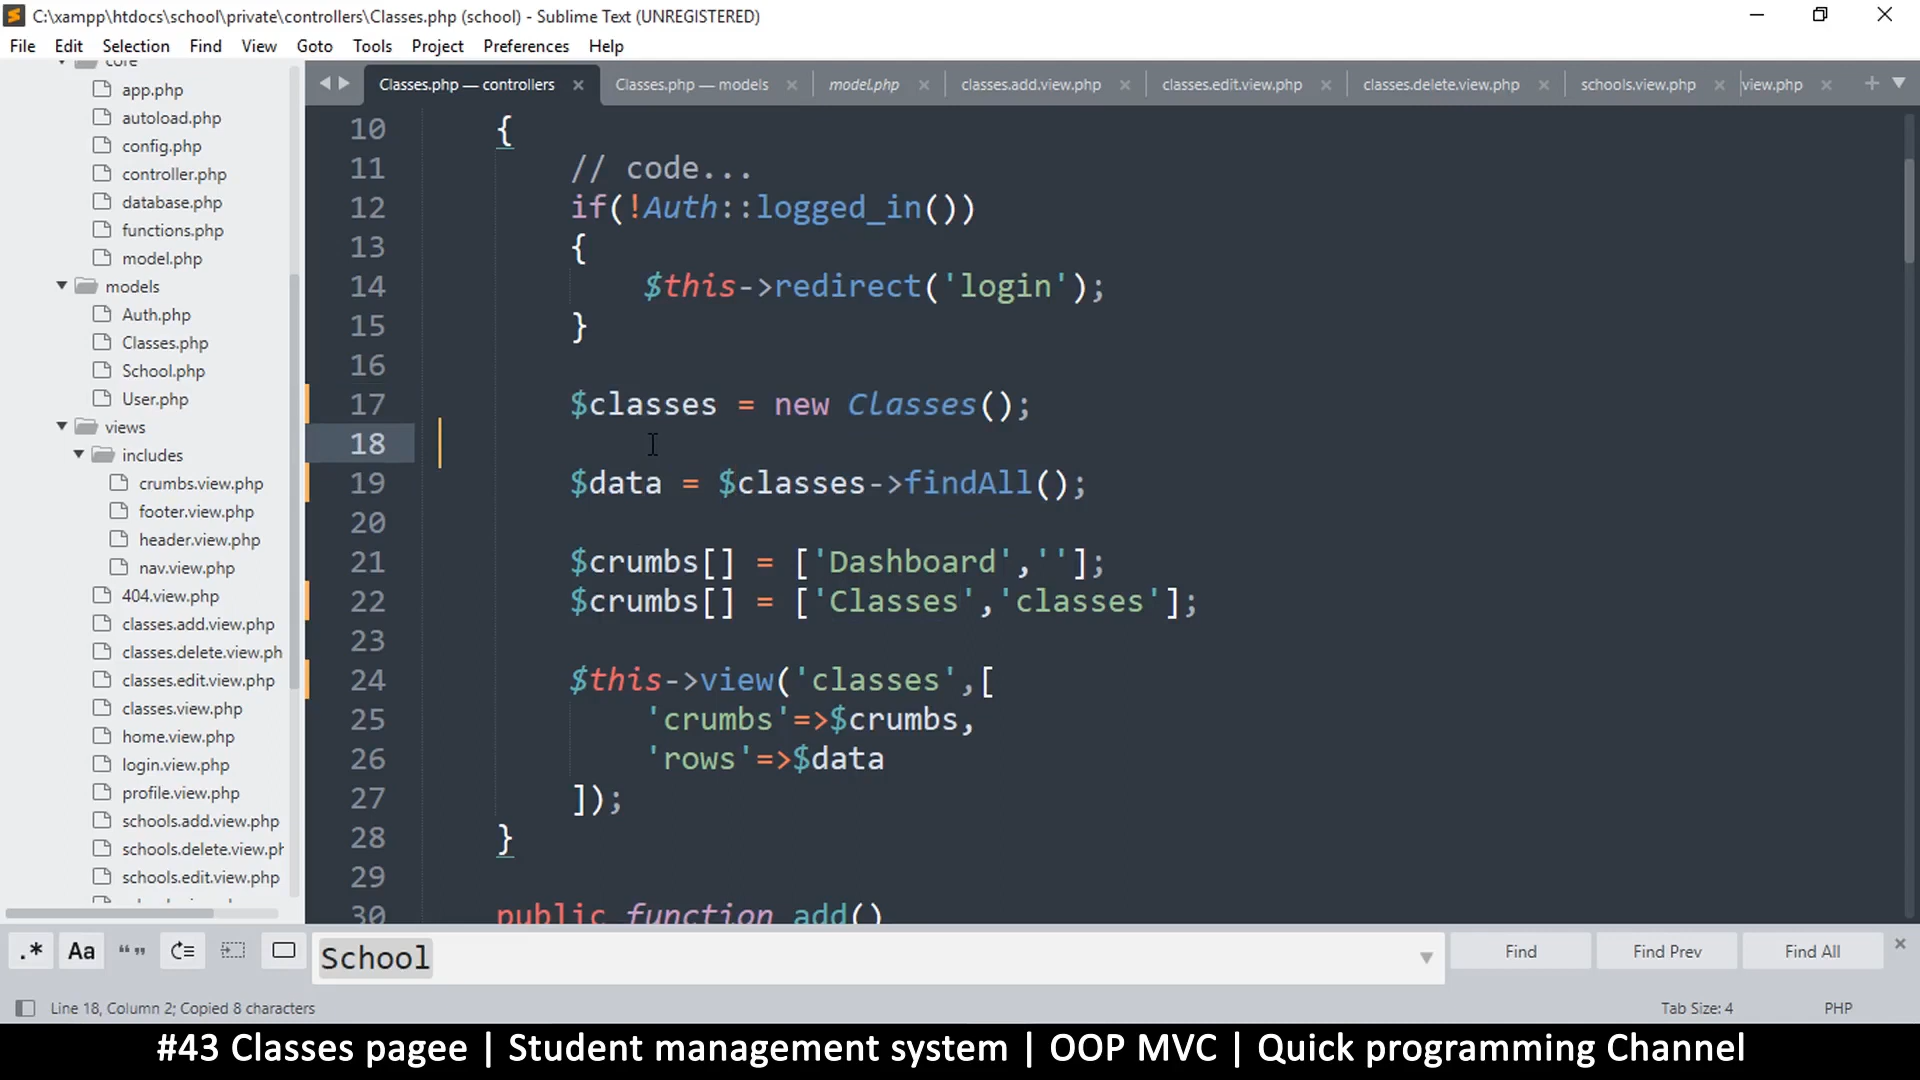 C:\xampp\htdocs\school\private\controllers\Classes.php (school) - Sublime Text (UNREGISTERED)
File Edit Selection Find View Goto Tools Project Preferences Help
core
app.php
autoload.php
config.php
controller.php
database.php
functions.php
model.php
models
Auth.php
Classes.php
School.php
User.php
views
includes
crumbs.view.php
footer.view.php
header.view.php
nav.view.php
404.view.php
classes.add.view.php
classes.delete.view.ph
classes.edit.view.php
classes.view.php
home.view.php
login.view.php
profile.view.php
schools.add.view.php
schools.delete.view.ph
schools.edit.view.php
Classes.php — controllers Classes.php — models model.php classes.add.view.php classes.edit.view.php classes.delete.view.php schools.view.php view.php
10 {
11 // code...
12 if(!Auth::logged_in())
13 {
14 $this->redirect('login');
15 }
16
17 $classes = new Classes();
18
19 $data = $classes->findAll();
20
21 $crumbs[] = ['Dashboard',''];
22 $crumbs[] = ['Classes','classes'];
23
24 $this->view('classes',[
25 'crumbs'=>$crumbs,
26 'rows'=>$data
27 ]);
28 }
29
30 public function add()
.* Aa “” School Find Find Prev Find All
Line 18, Column 2; Copied 8 characters Tab Size: 4 PHP
#43 Classes pagee | Student management system | OOP MVC | Quick programming Channel